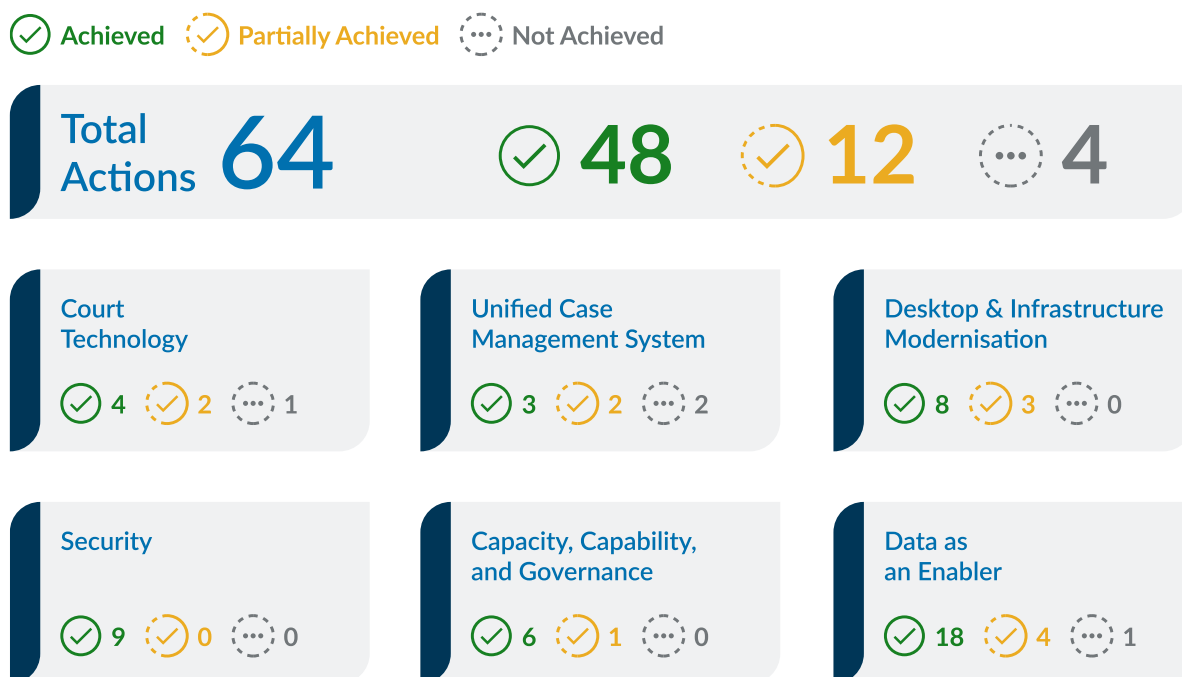 Achieved Partially Achieved Not Achieved
Total
Actions
64 48 12 4
Court
Technology
4 2 1
Unified Case
Management System
3 2 2
Desktop & Infrastructure
Modernisation
8 3 0
Security
9 0 0
Capacity, Capability,
and Governance
6 1 0
Data as
an Enabler
18 4 1